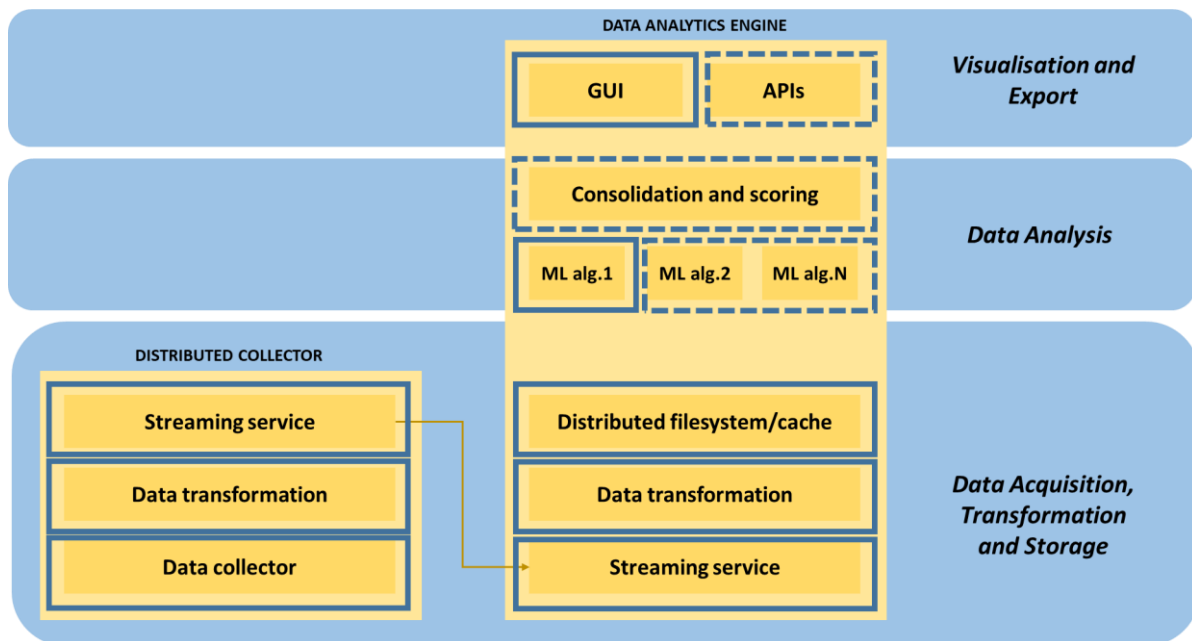 DATA ANALYTICS ENGINE
GUI
APIs
Visualisation and
Export
Consolidation and scoring
Data Analysis
ML alg.1
ML alg.2
ML alg.N
DISTRIBUTED COLLECTOR
Streaming service
Data transformation
Data collector
Distributed filesystem/cache
Data transformation
Streaming service
Data Acquisition,
Transformation
and Storage